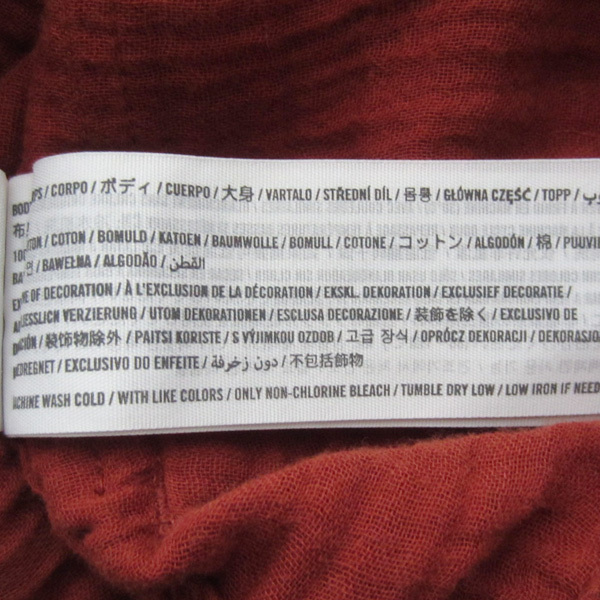 / CORPO / ボディ / CUERPO / 大身 / VARTALO / STŘEDNÍ DÍL / 몸통 / GŁÓWNA CZĘŚĆ / TOPP /
布 /
/ COTON / BOMULD / KATOEN / BAUMWOLLE / BOMULL / COTONE / コットン / ALGODÓN / 棉 /
/ BAWEŁNA / ALGODÃO / القطن
OF DECORATION / À L'EXCLUSION DE LA DÉCORATION / EKSKL. DEKORATION / EXCLUSIEF DECORATIE /
VERZIERUNG / UTOM DEKORATIONER / ESCLUSA DECORAZIONE / 装飾を除く / EXCLUSIVO DE
/ 裝飾物除外 / PAITSI KORISTE / S VÝJIMKOU OZDOB / 고급 장식 / OPRÓCZ DEKORACJI /
/ EXCLUSIVO DO ENFEITE / دون زخرفة / 不包括飾物
WASH COLD / WITH LIKE COLORS / ONLY NON-CHLORINE BLEACH / TUMBLE DRY LOW / LOW IRON IF